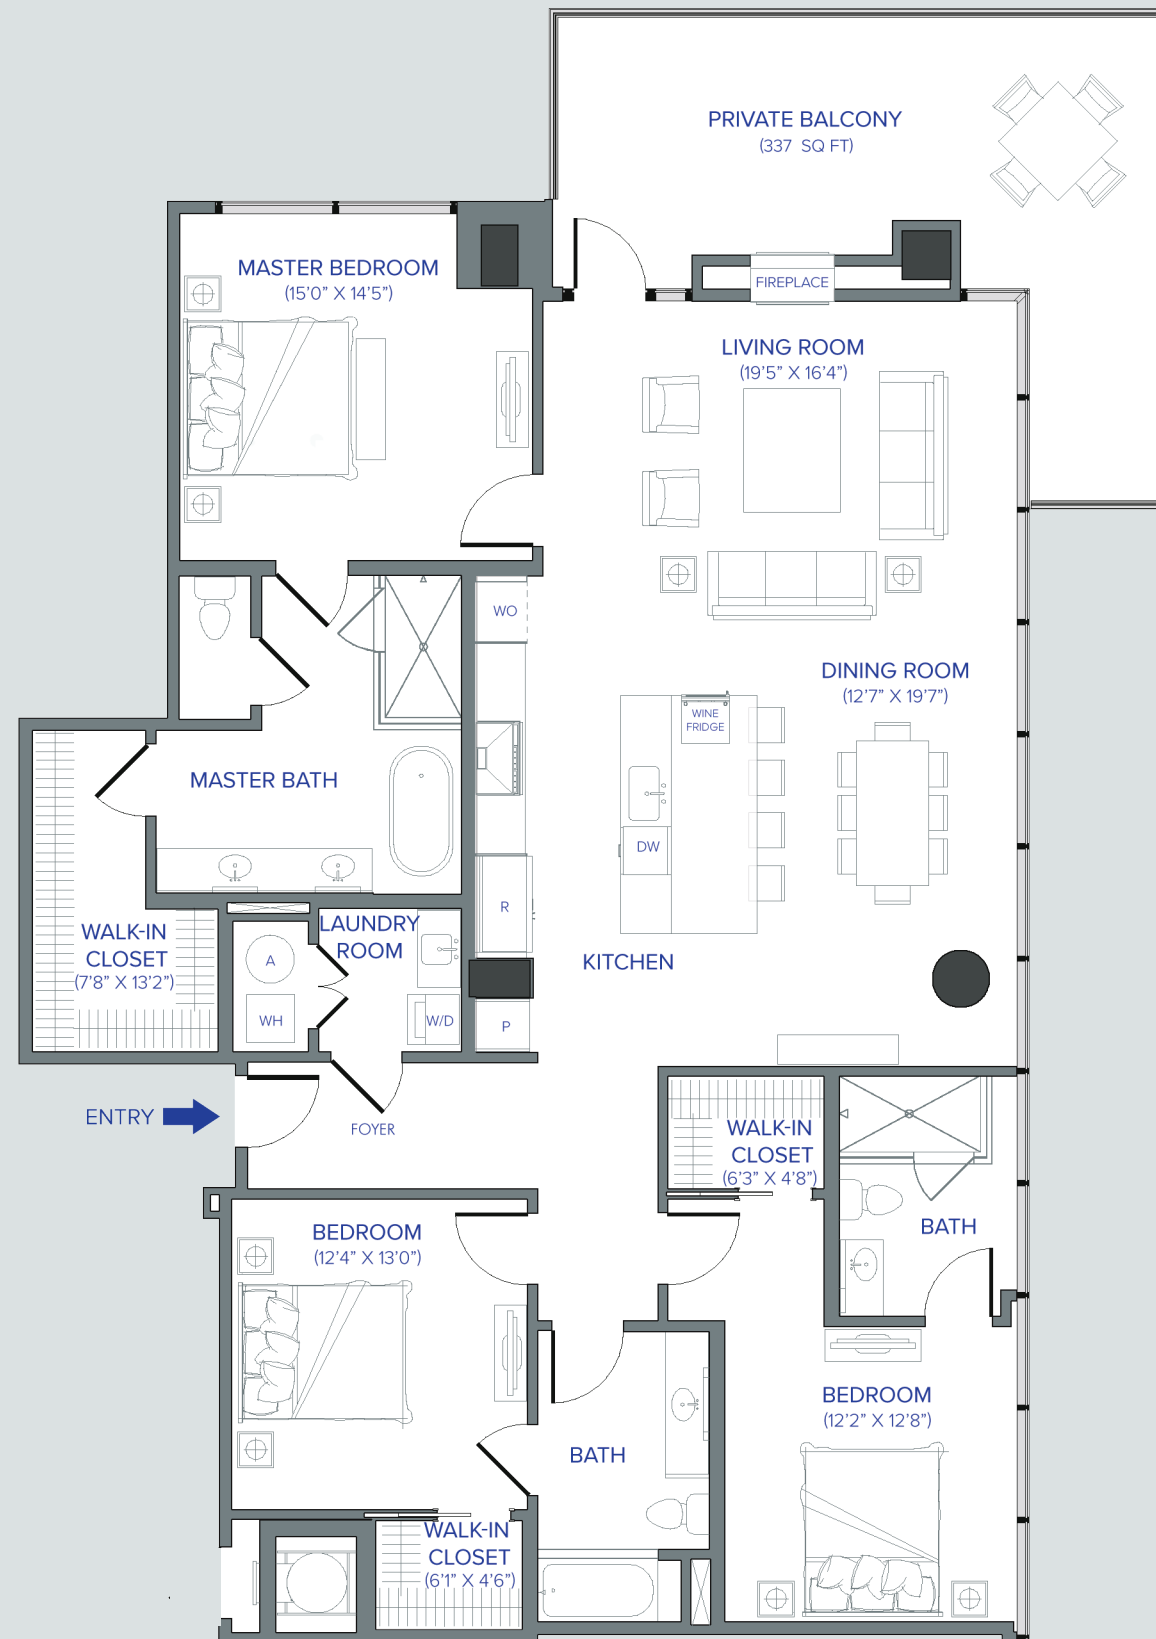 PRIVATE BALCONY
(337 SQ FT)
MASTER BEDROOM
(15'0" X 14'5")
FIREPLACE
LIVING ROOM
(19'5" X 16'4")
WO
DINING ROOM
(12'7" X 19'7")
WINE
FRIDGE
MASTER BATH
DW
R
WALK-IN
CLOSET
(7'8" X 13'2")
LAUNDRY
ROOM
A
WH
W/D
P
KITCHEN
ENTRY
FOYER
WALK-IN
CLOSET
(6'3" X 4'8")
BATH
BEDROOM
(12'4" X 13'0")
BATH
BEDROOM
(12'2" X 12'8")
WALK-IN
CLOSET
(6'1" X 4'6")